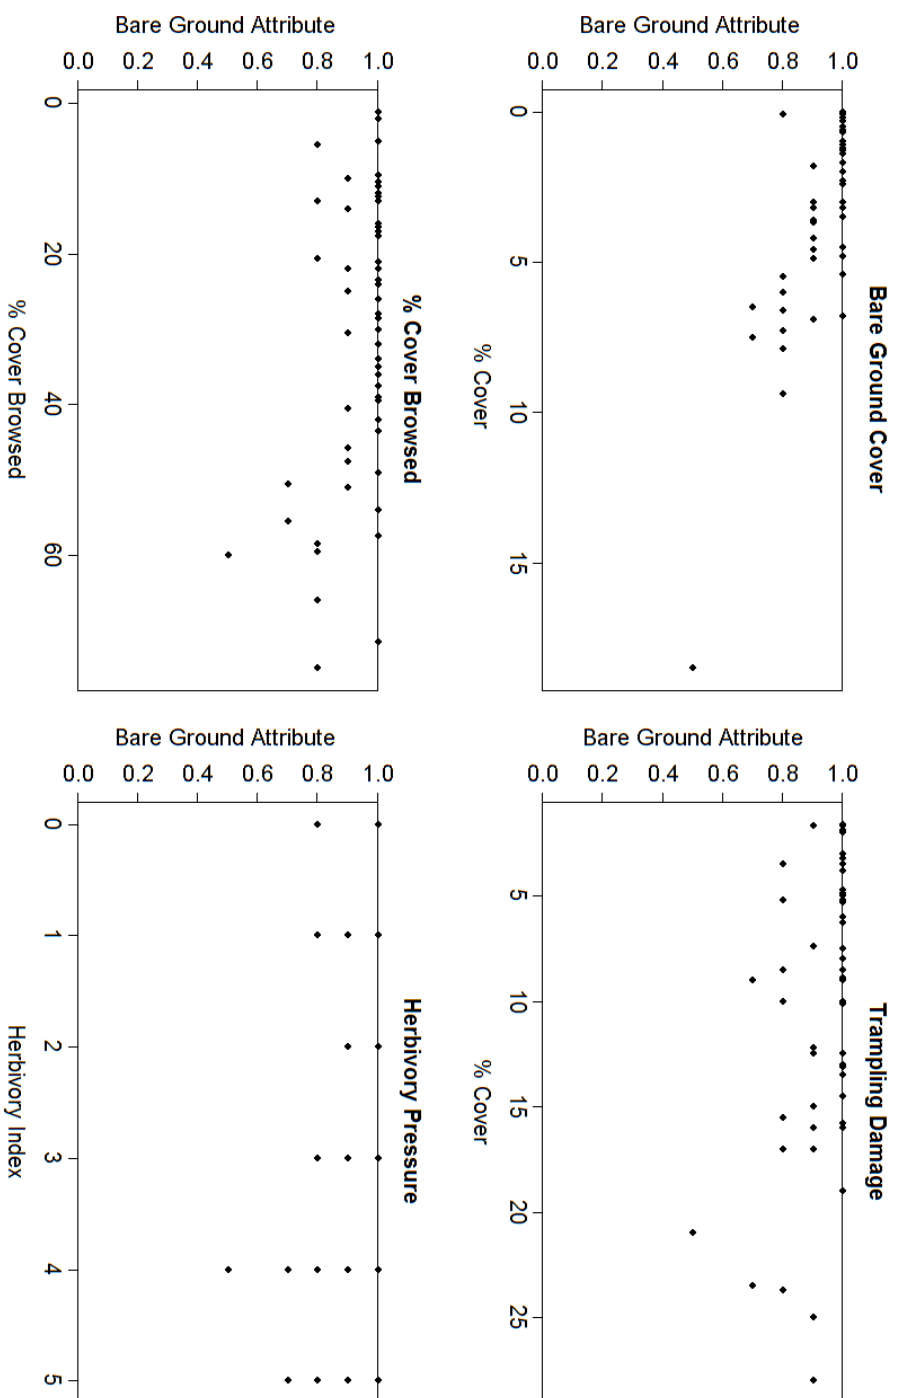 Bare Ground Cover
Bare Ground Attribute
0.0 0.2 0.4 0.6 0.8 1.0
0 5 10 15
% Cover
Trampling Damage
Bare Ground Attribute
0.0 0.2 0.4 0.6 0.8 1.0
5 10 15 20 25
% Cover
% Cover Browsed
Bare Ground Attribute
0.0 0.2 0.4 0.6 0.8 1.0
0 20 40 60
% Cover Browsed
Herbivory Pressure
Bare Ground Attribute
0.0 0.2 0.4 0.6 0.8 1.0
0 1 2 3 4 5
Herbivory Index